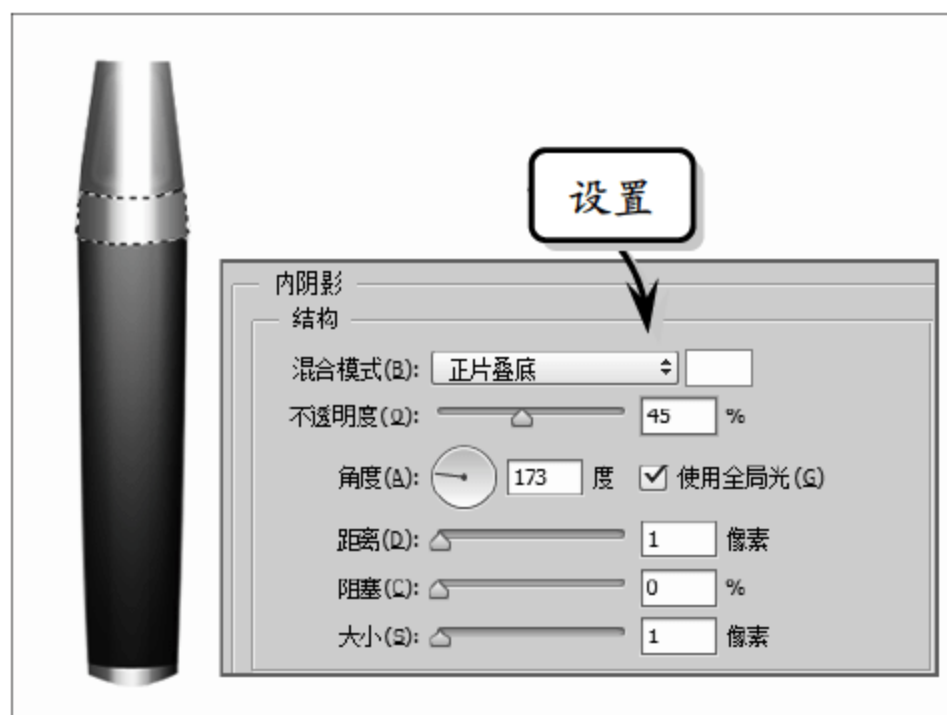 设置
内阴影
结构
混合模式(B): 正片叠底
不透明度(O): 45 %
角度(A): 173 度 使用全局光(G)
距离(D): 1 像素
阻塞(C): 0 %
大小(S): 1 像素